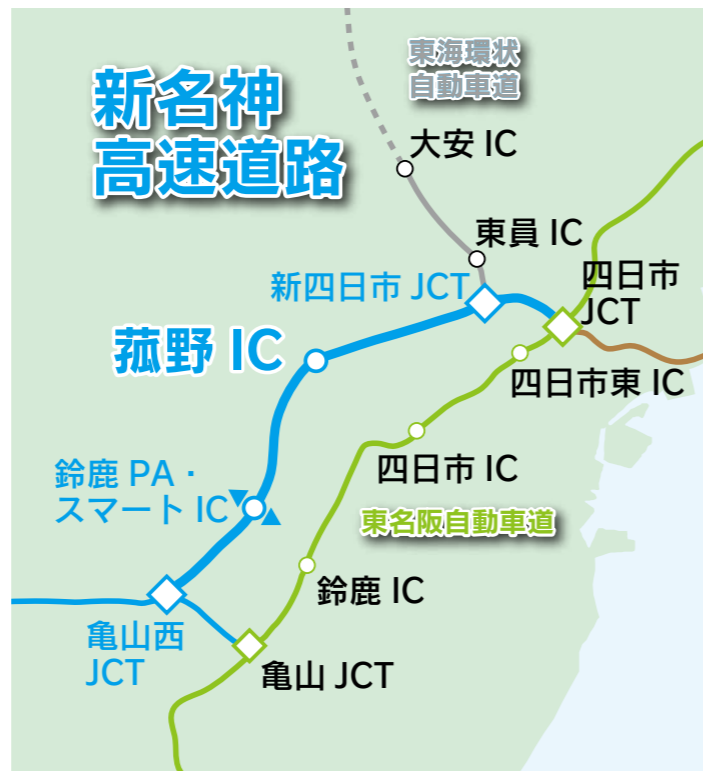 新名神
高速道路
東海環状
自動車道
大安 IC
東員 IC
四日市
JCT
新四日市 JCT
菰野 IC
四日市東 IC
四日市 IC
鈴鹿 PA・
スマート IC
東名阪自動車道
鈴鹿 IC
亀山西
JCT
亀山 JCT